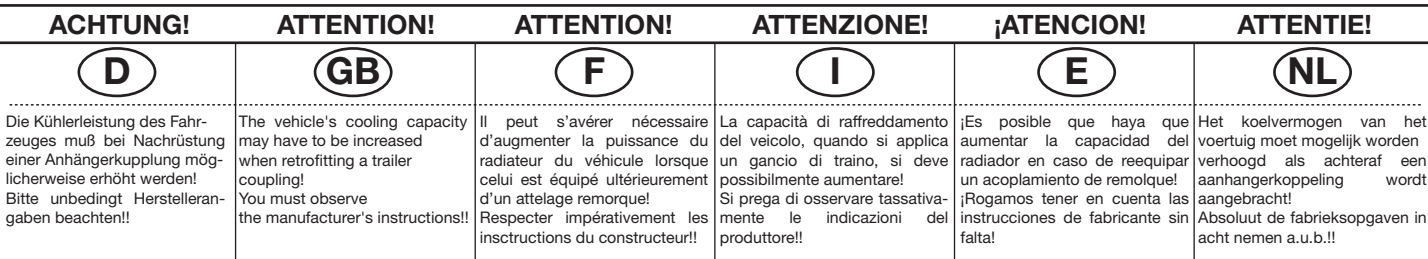 ACHTUNG!
D
Die Kühlerleistung des Fahr-
zeuges muß bei Nachrüstung
einer Anhängerkupplung mög-
licherweise erhöht werden!
Bitte unbedingt Herstelleran-
gaben beachten!!
ATTENTION!
GB
The vehicle's cooling capacity
may have to be increased
when retrofitting a trailer
coupling!
You must observe
the manufacturer's instructions!!
ATTENTION!
F
Il peut s'avérer nécessaire
d'augmenter la puissance du
radiateur du véhicule lorsque
celui est équipé ultérieurement
d'un attelage remorque!
Respecter impérativement les
insctructions du constructeur!!
ATTENZIONE!
I
La capacità di raffreddamento
del veicolo, quando si applica
un gancio di traino, si deve
possibilmente aumentare!
Si prega di osservare tassativa-
mente le indicazioni del
produttore!!
¡ATENCION!
E
¡Es posible que haya que
aumentar la capacidad del
radiador en caso de reequipar
un acoplamiento de remolque!
¡Rogamos tener en cuenta las
instrucciones de fabricante sin
falta!
ATTENTIE!
NL
Het koelvermogen van het
voertuig moet mogelijk worden
verhoogd als achteraf een
aanhangerkoppeling wordt
aangebracht!
Absoluut de fabrieksopgaven in
acht nemen a.u.b.!!